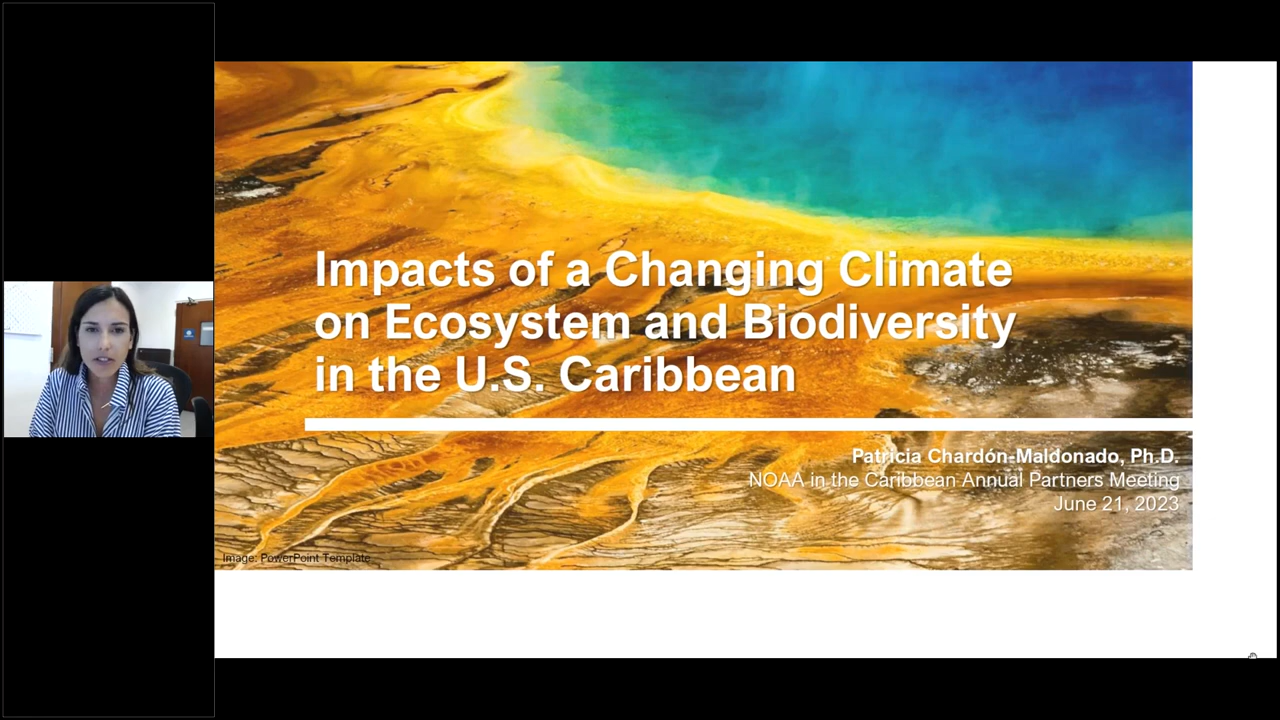 Impacts of a Changing Climate
on Ecosystem and Biodiversity
in the U.S. Caribbean
Patricia Chardón-Maldonado, Ph.D.
NOAA in the Caribbean Annual Partners Meeting
June 21, 2023
Image: PowerPoint Template